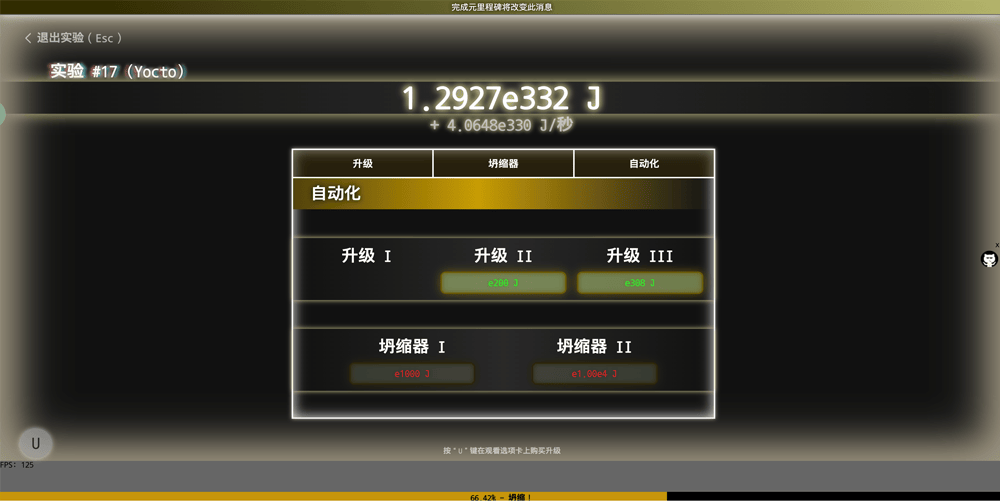 完成元里程碑将改变此消息
< 退出实验 ( Esc )
实验 #17 (Yocto)
1.2927e332 J
+ 4.0648e330 J/秒
升级 坍缩器 自动化
自动化
升级 I 升级 II 升级 III
e200 J e308 J
x
坍缩器 I 坍缩器 II
e1000 J e1.00e4 J
U
按 "U" 键在观看选项卡上购买升级
FPS: 125
66.42% - 坍缩！